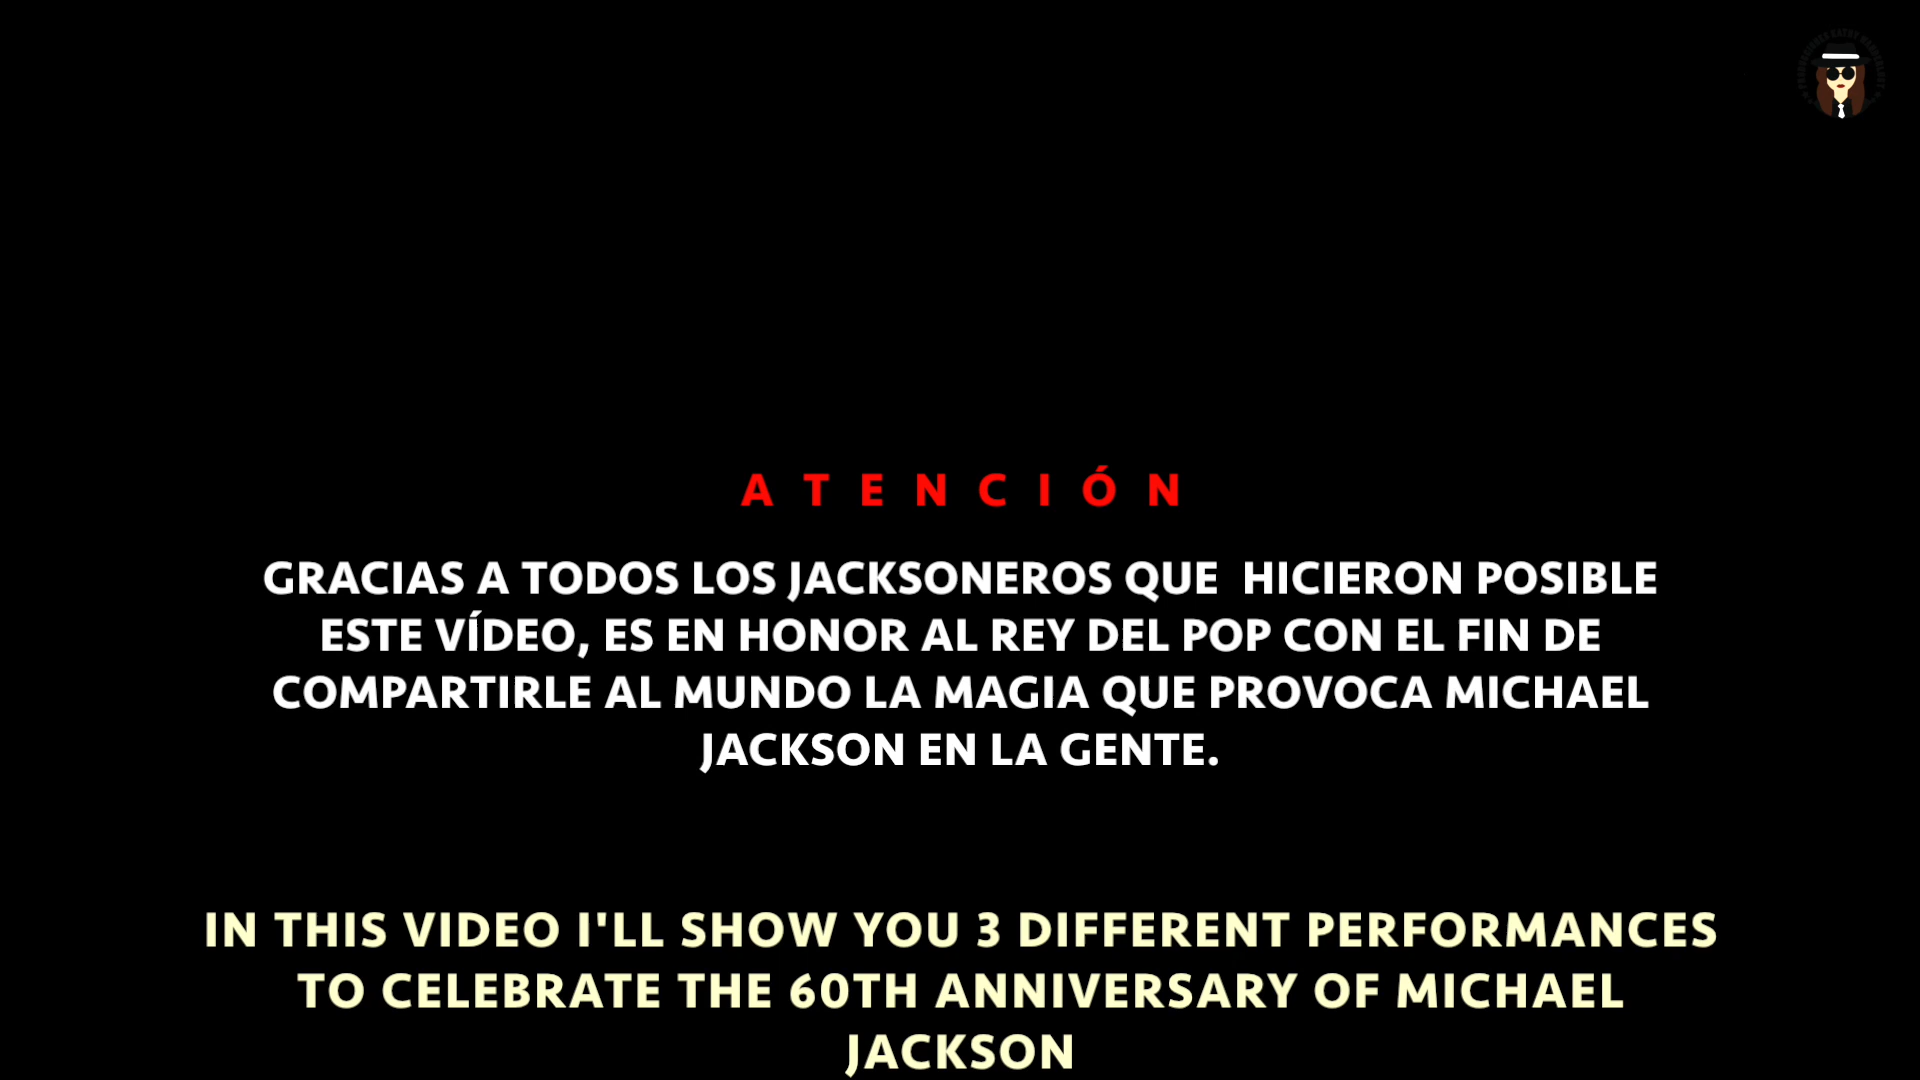 A T E N C I Ó N
GRACIAS A TODOS LOS JACKSONEROS QUE  HICIERON POSIBLE
ESTE VÍDEO, ES EN HONOR AL REY DEL POP CON EL FIN DE
COMPARTIRLE AL MUNDO LA MAGIA QUE PROVOCA MICHAEL
JACKSON EN LA GENTE.
IN THIS VIDEO I'LL SHOW YOU 3 DIFFERENT PERFORMANCES
TO CELEBRATE THE 60TH ANNIVERSARY OF MICHAEL
JACKSON